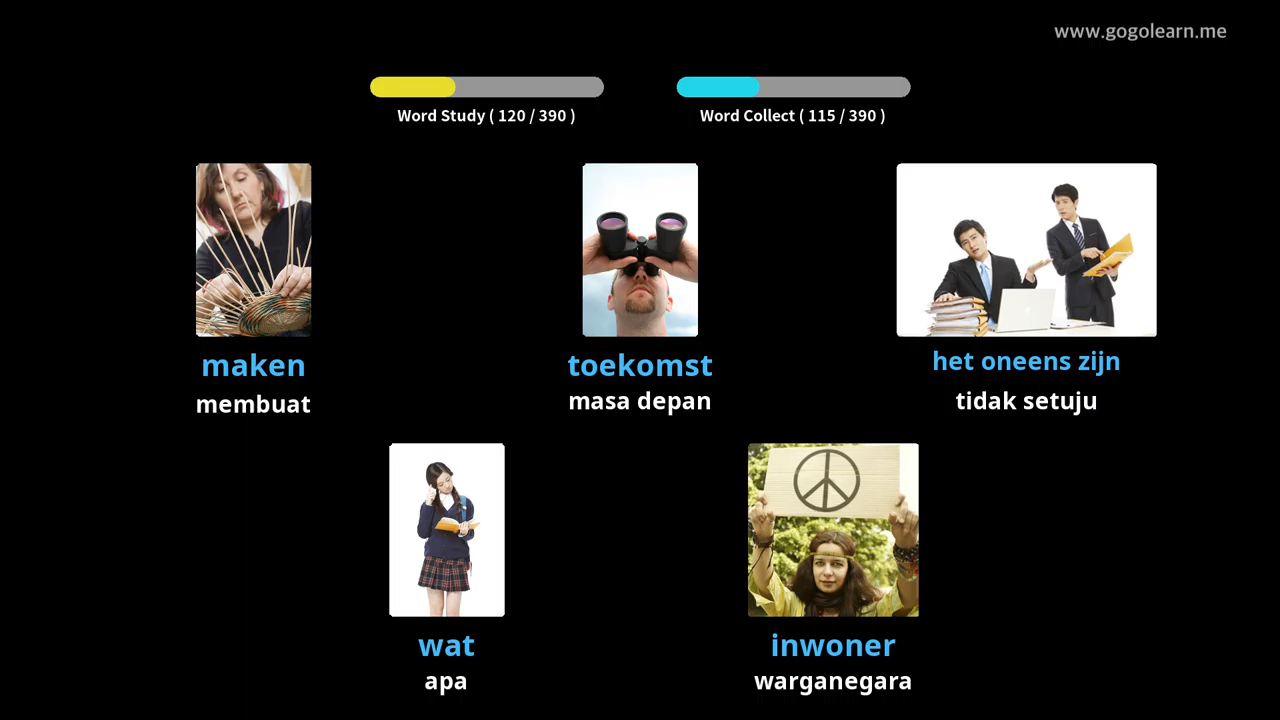 www.gogolearn.me
Word Study ( 120 / 390 )
Word Collect ( 115 / 390 )
maken
membuat
toekomst
masa depan
het oneens zijn
tidak setuju
wat
apa
inwoner
warganegara